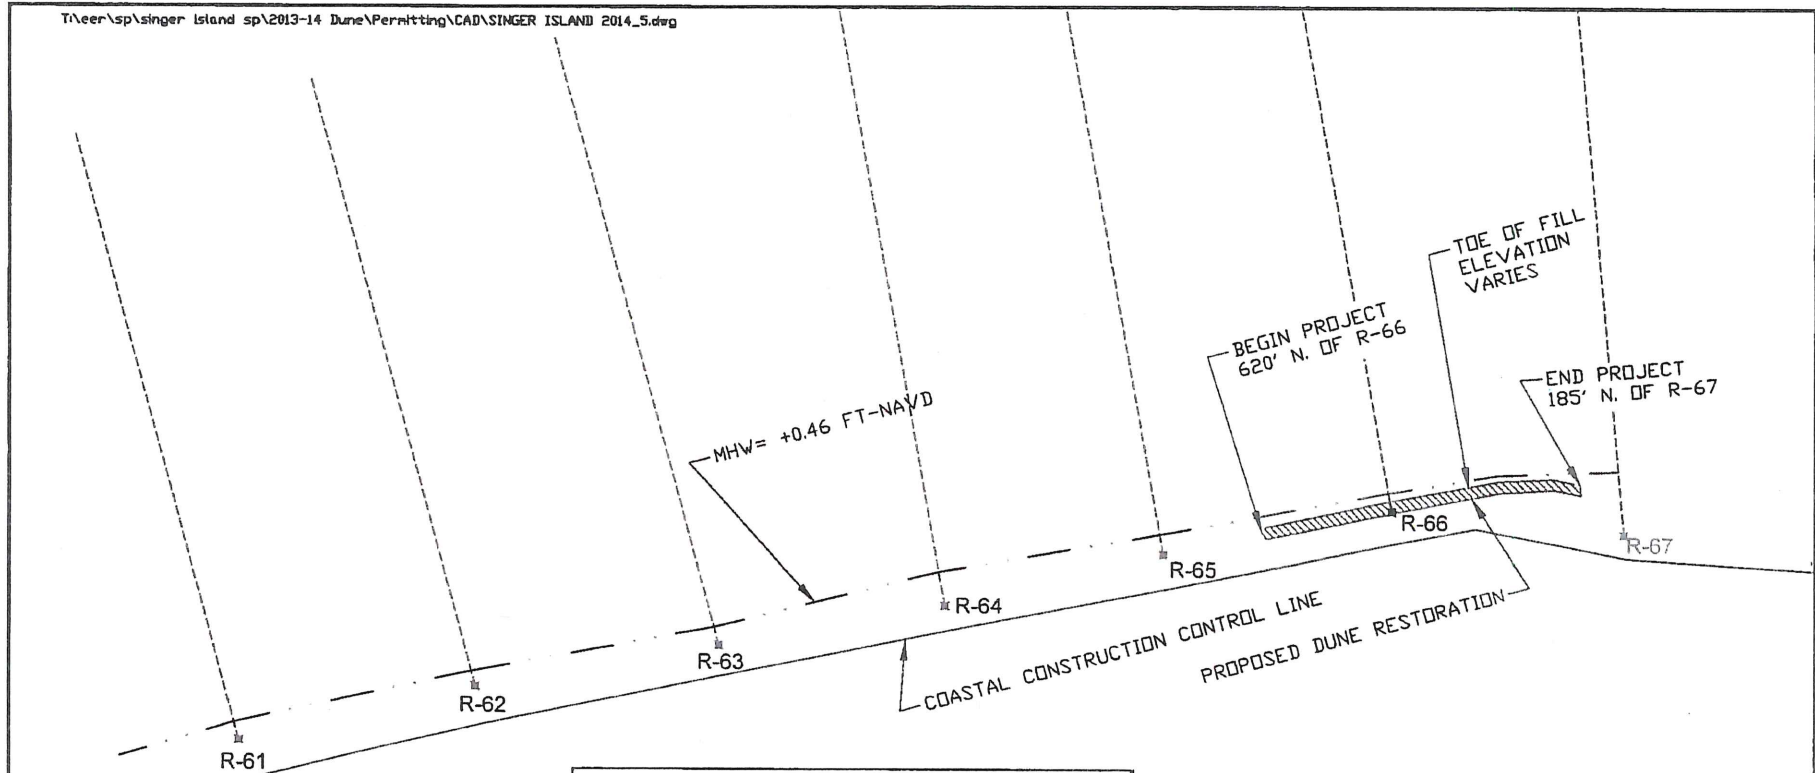 T:\eer\sp\singer island sp\2013-14 Dune\Permitting\CAD\SINGER ISLAND 2014_5.dwg
TOE OF FILL
ELEVATION
VARIES
BEGIN PROJECT
620' N. OF R-66
END PROJECT
185' N. OF R-67
MHW= +0.46 FT-NAVD
R-66
R-67
R-65
R-64
R-63
R-62
R-61
COASTAL CONSTRUCTION CONTROL LINE
PROPOSED DUNE RESTORATION